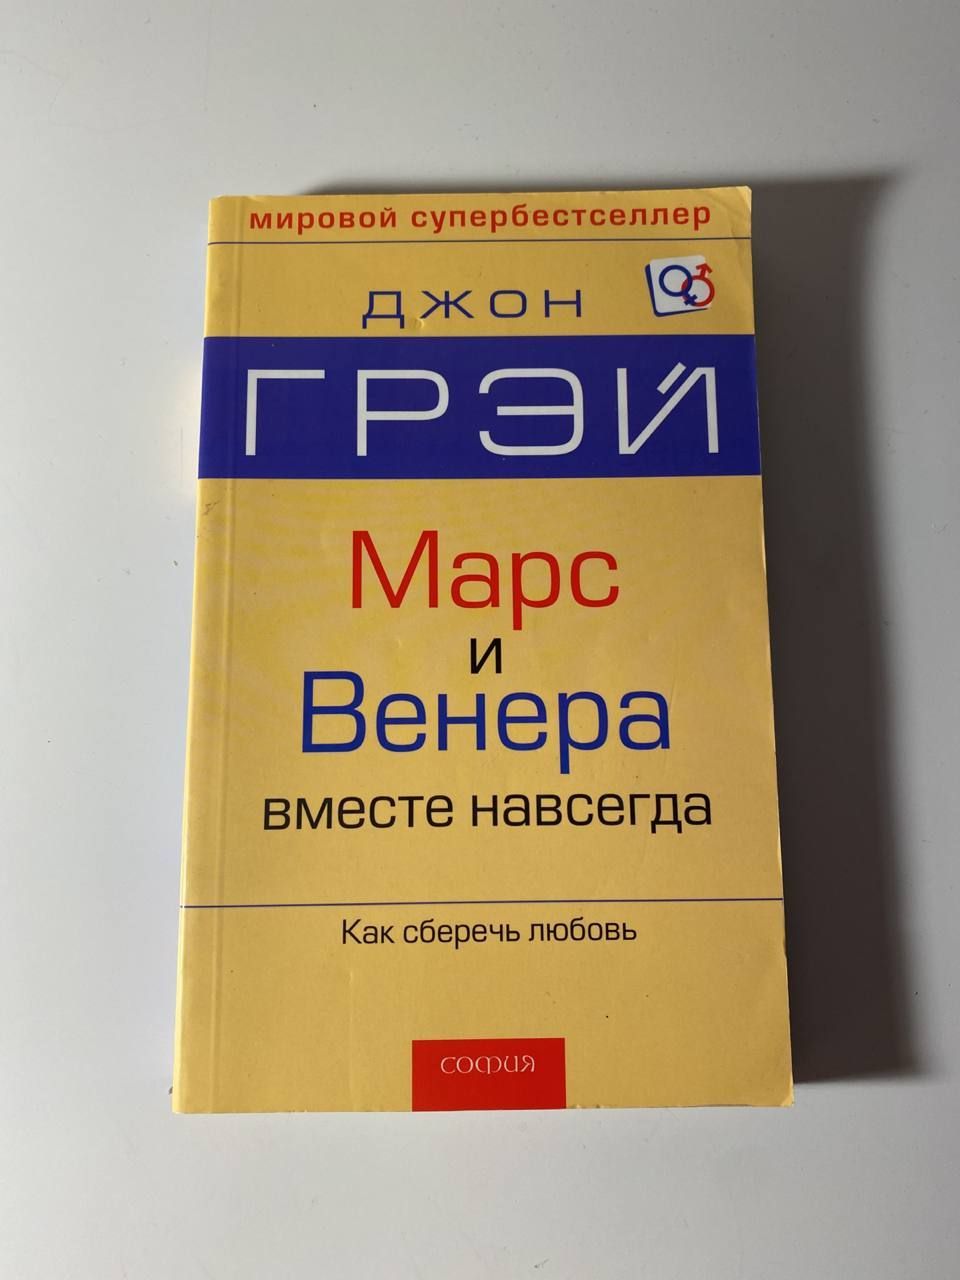 мировой супербестселлер
ДЖОН
ГРЭЙ
Марс
и
Венера
вместе навсегда
Как сберечь любовь
СОФИЯ